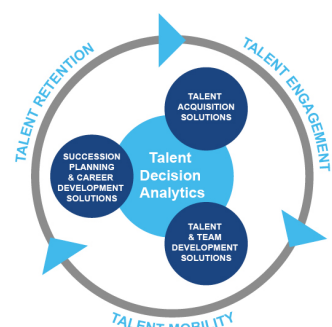 TALENT RETENTION
TALENT ENGAGEMENT
TALENT
ACQUISITION
SOLUTIONS
SUCCESSION
PLANNING
& CAREER
DEVELOPMENT
SOLUTIONS
Talent
Decision
Analytics
TALENT
& TEAM
DEVELOPMENT
SOLUTIONS
TALENT MOBILITY